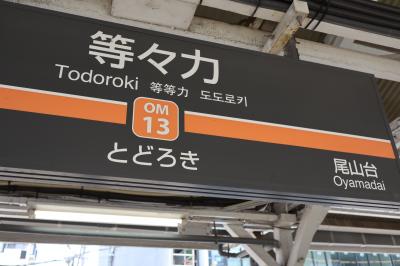 等々力
Todoroki 等等力 도도로키
OM
13
とどろき
尾山台
Oyamadai